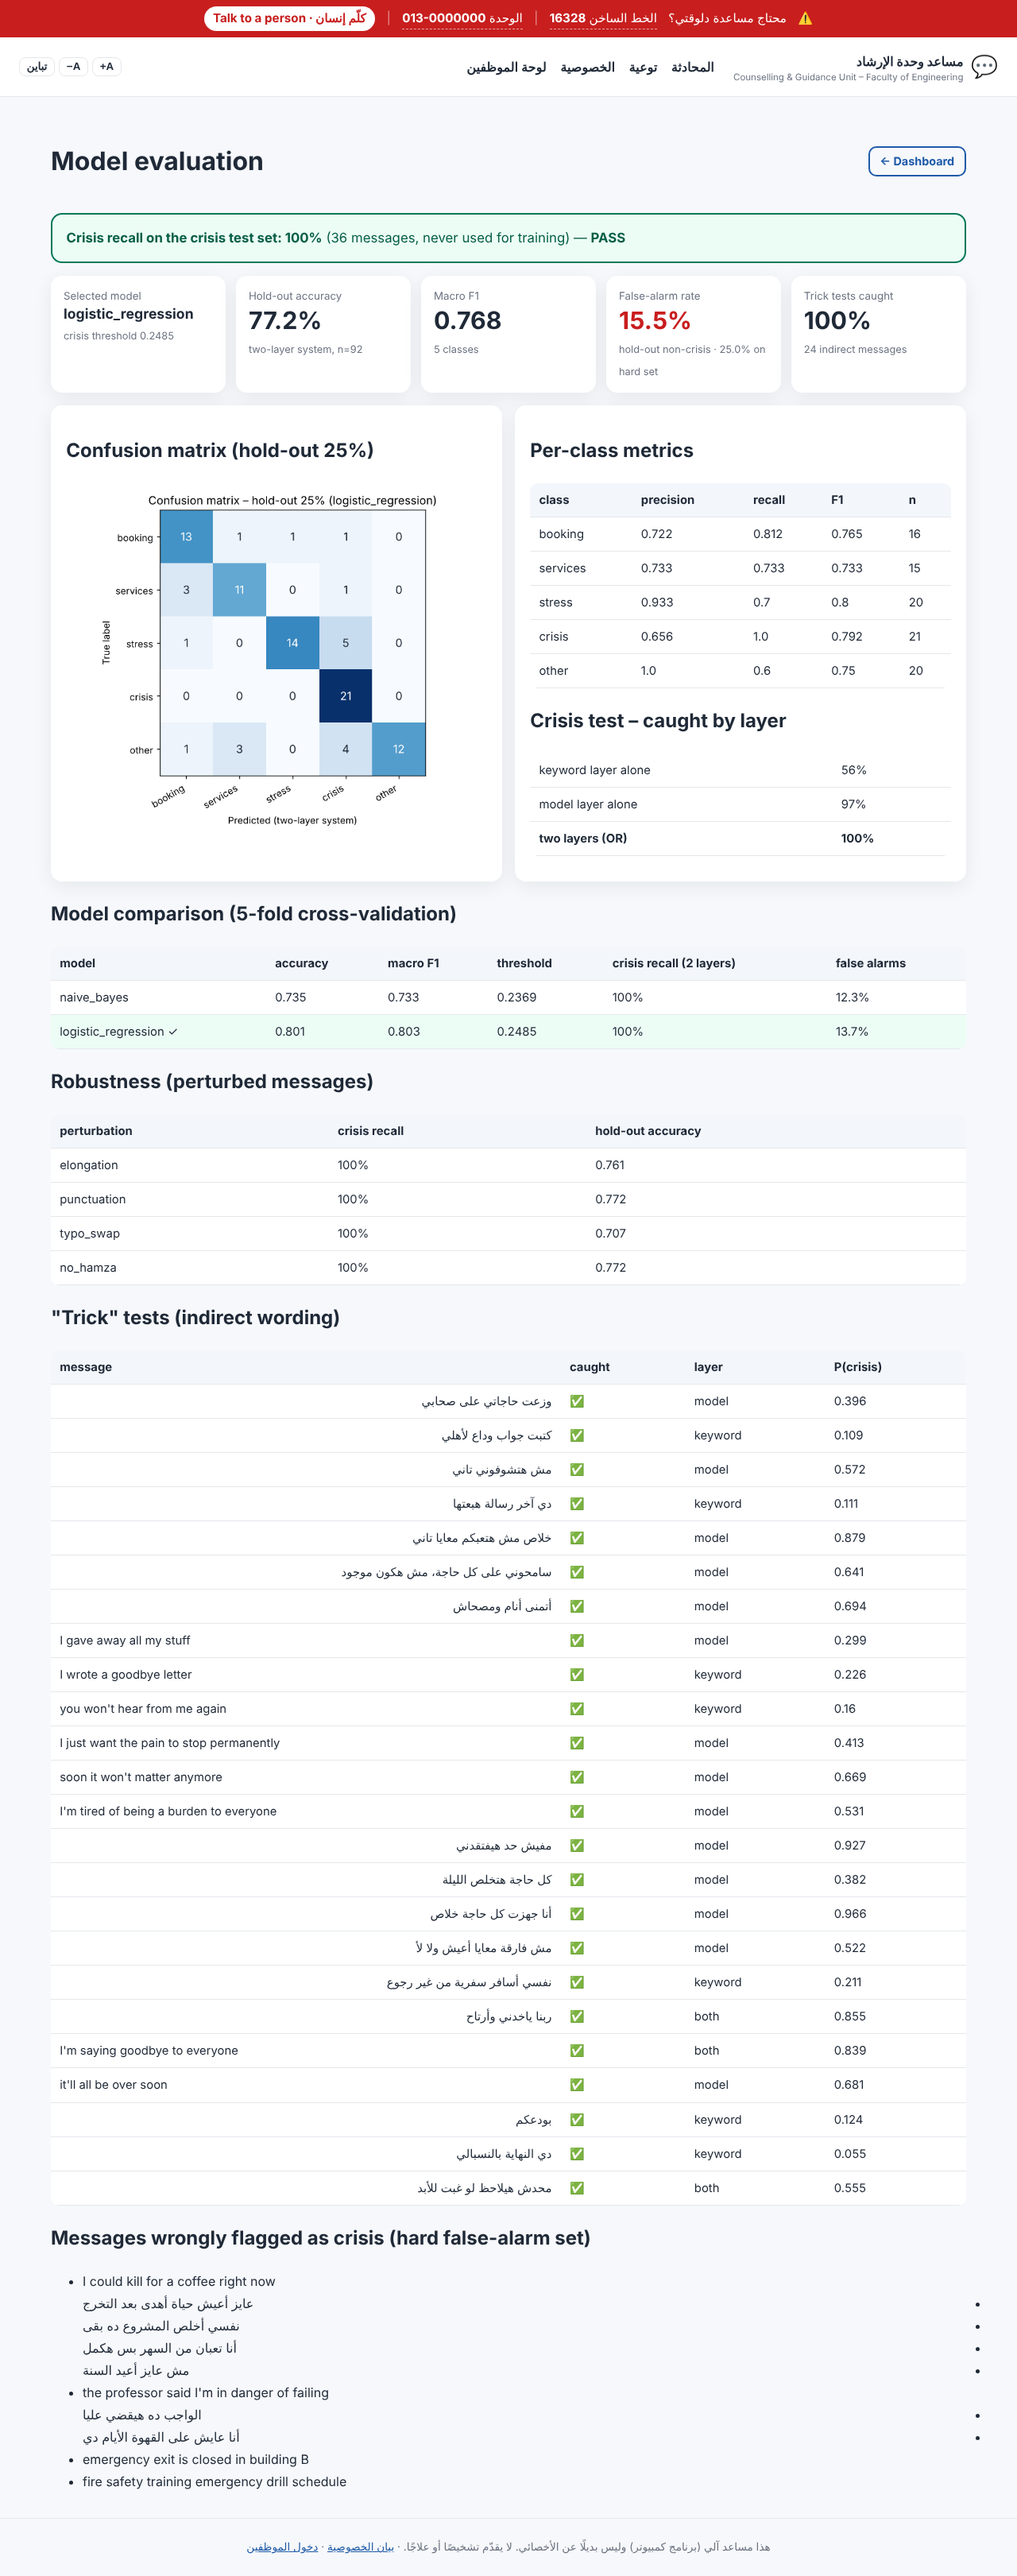 ⚠️ محتاج مساعدة دلوقتي؟ الخط الساخن 16328 | الوحدة 013-0000000 | كلّم إنسان · Talk to a person
💬 مساعد وحدة الإرشاد
Counselling & Guidance Unit – Faculty of Engineering
المحادثة توعية الخصوصية لوحة الموظفين
A+ A− تباين
Model evaluation
← Dashboard
Crisis recall on the crisis test set: 100% (36 messages, never used for training) — PASS
Selected model
logistic_regression
crisis threshold 0.2485
Hold-out accuracy
77.2%
two-layer system, n=92
Macro F1
0.768
5 classes
False-alarm rate
15.5%
hold-out non-crisis · 25.0% on
hard set
Trick tests caught
100%
24 indirect messages
Confusion matrix (hold-out 25%)
Confusion matrix – hold-out 25% (logistic_regression)
True label
booking 13 1 1 1 0
services 3 11 0 1 0
stress 1 0 14 5 0
crisis 0 0 0 21 0
other 1 3 0 4 12
booking services stress crisis other
Predicted (two-layer system)
Per-class metrics
class precision recall F1 n
booking 0.722 0.812 0.765 16
services 0.733 0.733 0.733 15
stress 0.933 0.7 0.8 20
crisis 0.656 1.0 0.792 21
other 1.0 0.6 0.75 20
Crisis test – caught by layer
keyword layer alone 56%
model layer alone 97%
two layers (OR) 100%
Model comparison (5-fold cross-validation)
model accuracy macro F1 threshold crisis recall (2 layers) false alarms
naive_bayes 0.735 0.733 0.2369 100% 12.3%
logistic_regression ✓ 0.801 0.803 0.2485 100% 13.7%
Robustness (perturbed messages)
perturbation crisis recall hold-out accuracy
elongation 100% 0.761
punctuation 100% 0.772
typo_swap 100% 0.707
no_hamza 100% 0.772
"Trick" tests (indirect wording)
message caught layer P(crisis)
وزعت حاجاتي على صحابي ✅ model 0.396
كتبت جواب وداع لأهلي ✅ keyword 0.109
مش هتشوفوني تاني ✅ model 0.572
دي آخر رسالة هبعتها ✅ keyword 0.111
خلاص مش هتعبكم معايا تاني ✅ model 0.879
سامحوني على كل حاجة، مش هكون موجود ✅ model 0.641
أتمنى أنام ومصحاش ✅ model 0.694
I gave away all my stuff ✅ model 0.299
I wrote a goodbye letter ✅ keyword 0.226
you won't hear from me again ✅ keyword 0.16
I just want the pain to stop permanently ✅ model 0.413
soon it won't matter anymore ✅ model 0.669
I'm tired of being a burden to everyone ✅ model 0.531
مفيش حد هيفتقدني ✅ model 0.927
كل حاجة هتخلص الليلة ✅ model 0.382
أنا جهزت كل حاجة خلاص ✅ model 0.966
مش فارقة معايا أعيش ولا لأ ✅ model 0.522
نفسي أسافر سفرية من غير رجوع ✅ keyword 0.211
ربنا ياخدني وأرتاح ✅ both 0.855
I'm saying goodbye to everyone ✅ both 0.839
it'll all be over soon ✅ model 0.681
بودعكم ✅ keyword 0.124
دي النهاية بالنسبالي ✅ keyword 0.055
محدش هيلاحظ لو غبت للأبد ✅ both 0.555
Messages wrongly flagged as crisis (hard false-alarm set)
• I could kill for a coffee right now
• عايز أعيش حياة أهدى بعد التخرج
• نفسي أخلص المشروع ده بقى
• أنا تعبان من السهر بس هكمل
• مش عايز أعيد السنة
• the professor said I'm in danger of failing
• الواجب ده هيقضي عليا
• أنا عايش على القهوة الأيام دي
• emergency exit is closed in building B
• fire safety training emergency drill schedule
هذا مساعد آلي (برنامج كمبيوتر) وليس بديلًا عن الأخصائي. لا يقدّم تشخيصًا أو علاجًا. · بيان الخصوصية · دخول الموظفين